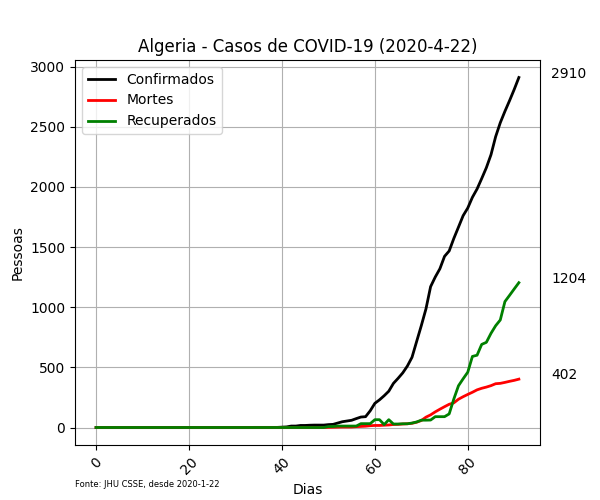 Algeria - Casos de COVID-19 (2020-4-22)
Confirmados
Mortes
Recuperados
3000
2500
2000
1500
1000
500
0
Pessoas
2910
1204
402
0
20
40
60
80
Dias
Fonte: JHU CSSE, desde 2020-1-22